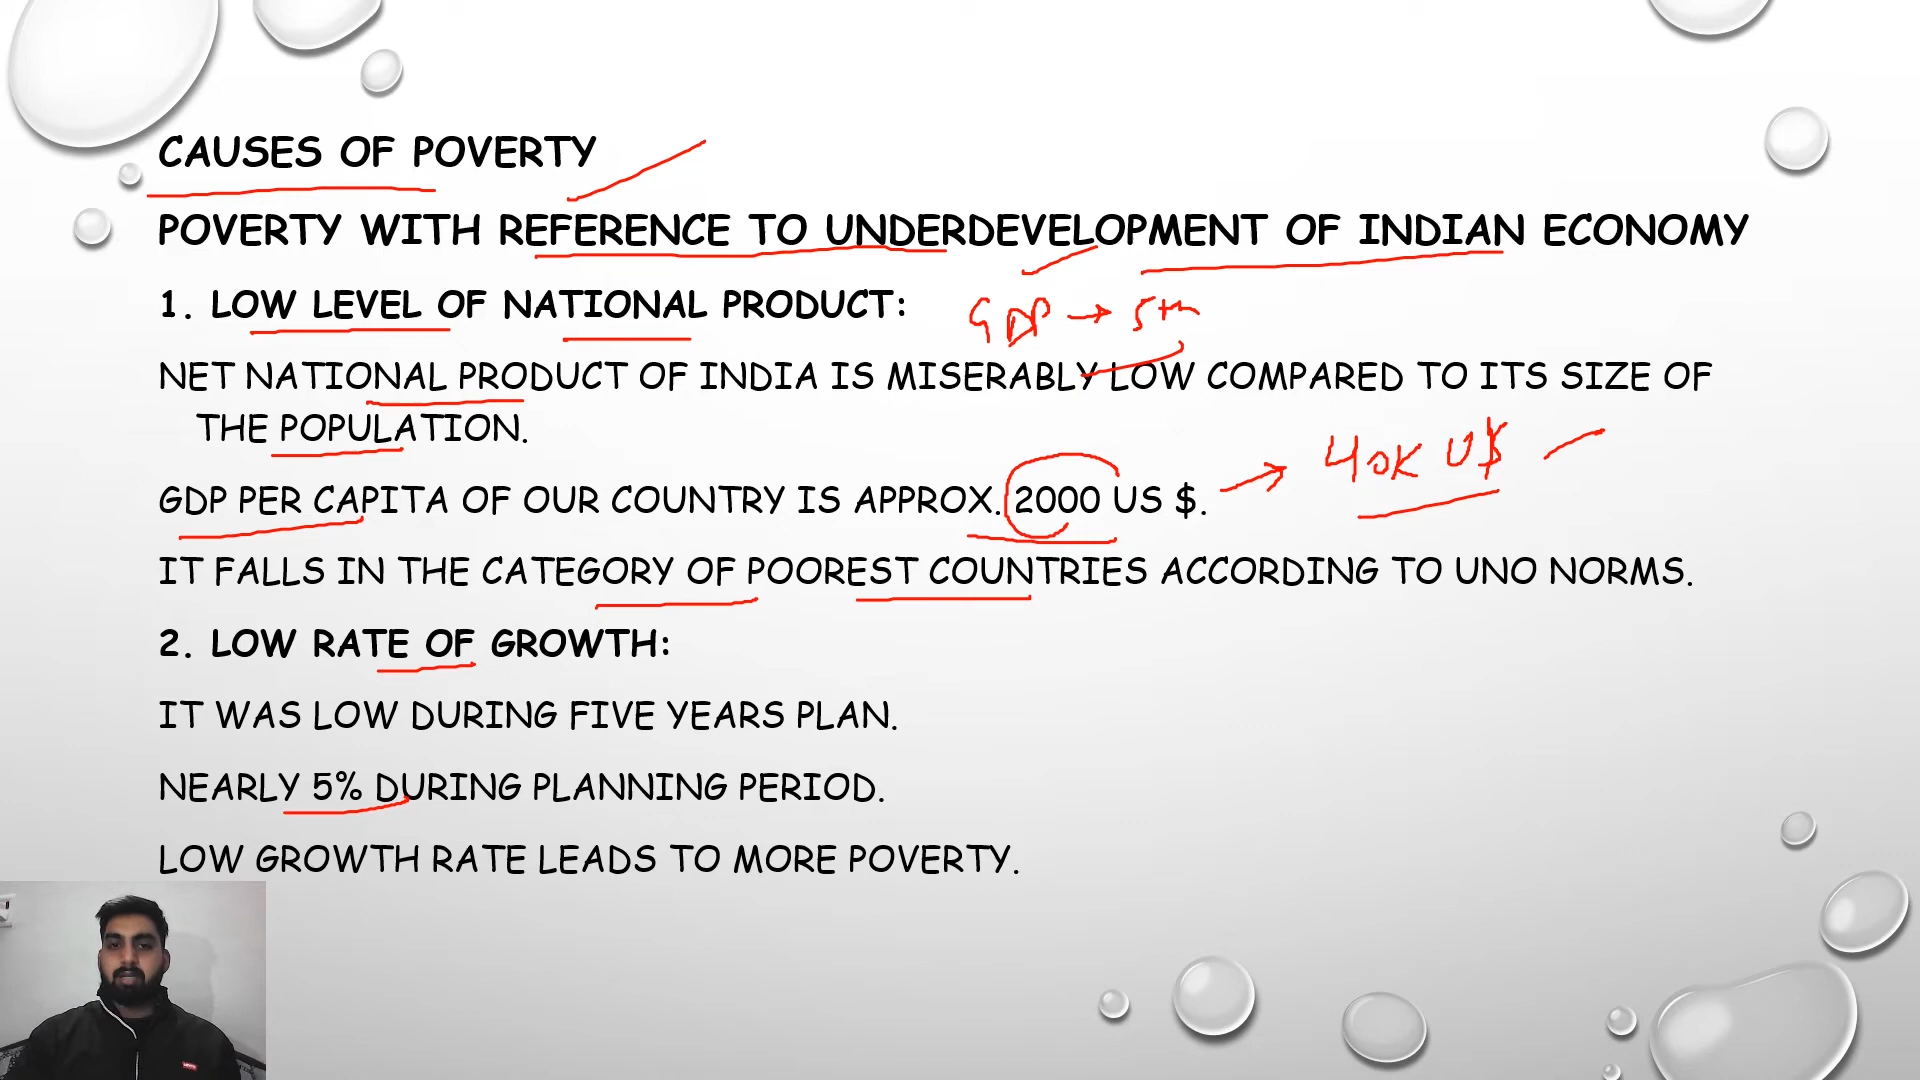 CAUSES OF POVERTY
POVERTY WITH REFERENCE TO UNDERDEVELOPMENT OF INDIAN ECONOMY
1. LOW LEVEL OF NATIONAL PRODUCT:
GDP → 5th
NET NATIONAL PRODUCT OF INDIA IS MISERABLY LOW COMPARED TO ITS SIZE OF
THE POPULATION.
GDP PER CAPITA OF OUR COUNTRY IS APPROX. 2000 US $.
→ 40K U$
IT FALLS IN THE CATEGORY OF POOREST COUNTRIES ACCORDING TO UNO NORMS.
2. LOW RATE OF GROWTH:
IT WAS LOW DURING FIVE YEARS PLAN.
NEARLY 5% DURING PLANNING PERIOD.
LOW GROWTH RATE LEADS TO MORE POVERTY.